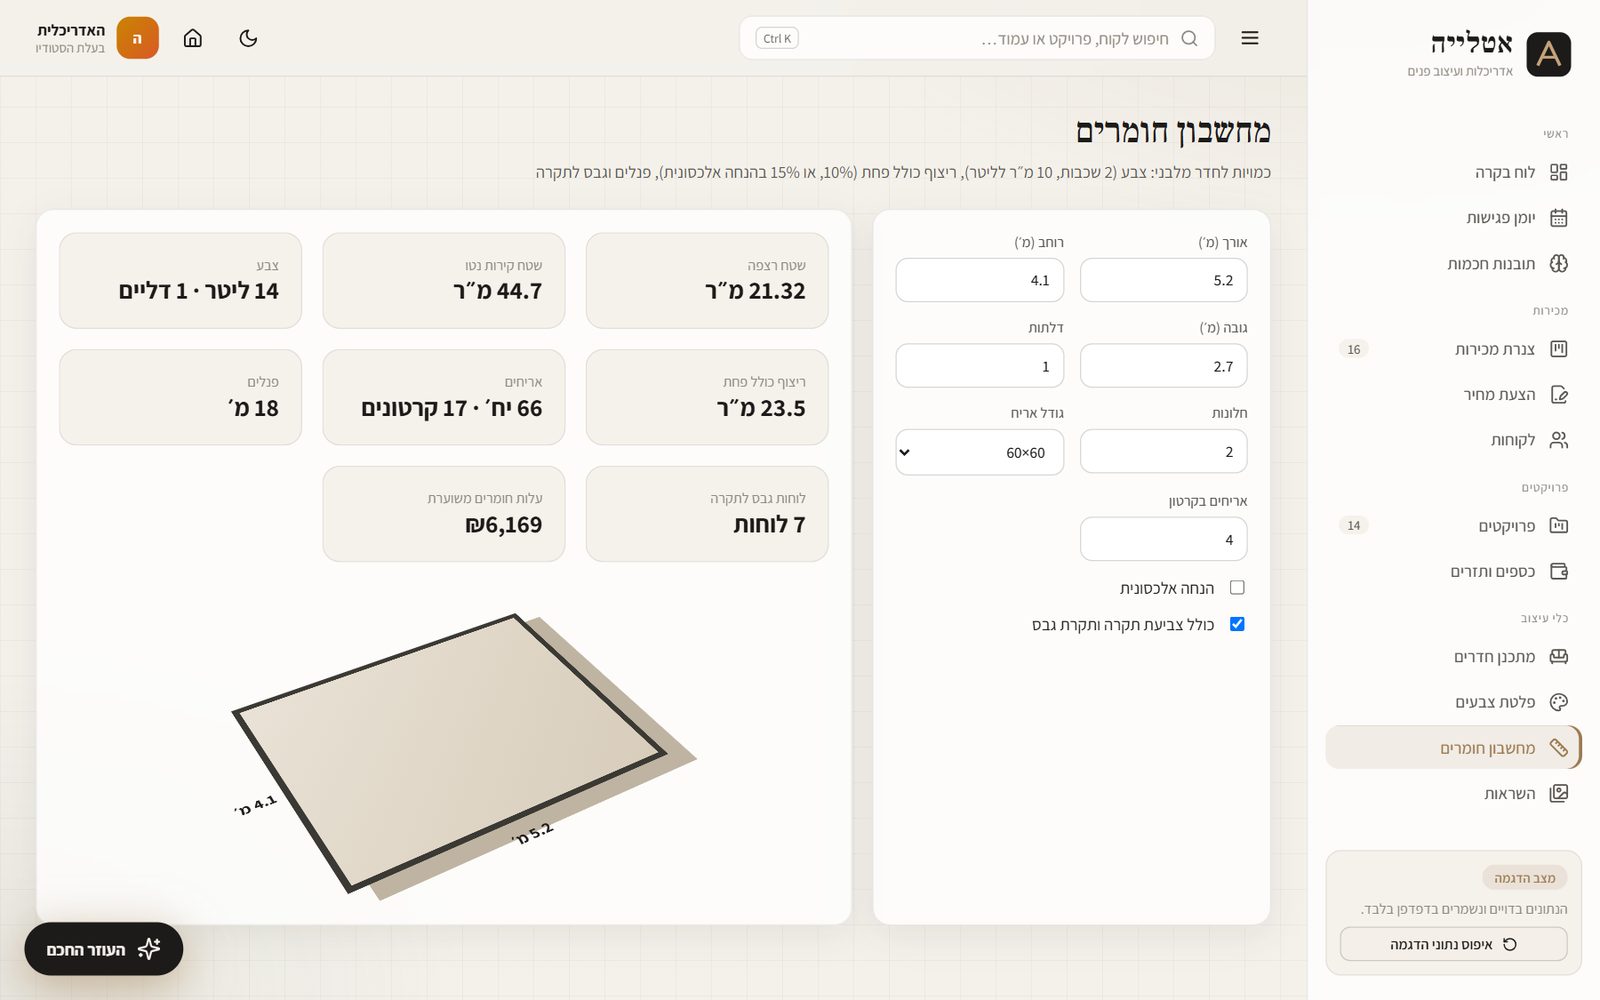 אטלייה
אדריכלות ועיצוב פנים
ראשי
לוח בקרה
יומן פגישות
תובנות חכמות
מכירות
צנרת מכירות 16
הצעת מחיר
לקוחות
פרויקטים
פרויקטים 14
כספים ותזרים
כלי עיצוב
מתכנן חדרים
פלטת צבעים
מחשבון חומרים
השראות
מצב הדגמה
הנתונים בדויים ונשמרים בדפדפן בלבד.
איפוס נתוני הדגמה
חיפוש לקוח, פרויקט או עמוד… Ctrl K
ה
האדריכלית
בעלת הסטודיו
מחשבון חומרים
כמויות לחדר מלבני: צבע (2 שכבות, 10 מ״ר לליטר), ריצוף כולל פחת (10%, או 15% בהנחה אלכסונית), פנלים וגבס לתקרה
אורך (מ׳) רוחב (מ׳)
5.2 4.1
גובה (מ׳) דלתות
2.7 1
חלונות גודל אריח
2 60×60
אריחים בקרטון
4
הנחה אלכסונית
כולל צביעת תקרה ותקרת גבס
שטח רצפה
21.32 מ״ר
שטח קירות נטו
44.7 מ״ר
צבע
14 ליטר · 1 דליים
ריצוף כולל פחת
23.5 מ״ר
אריחים
66 יח׳ · 17 קרטונים
פנלים
18 מ׳
לוחות גבס לתקרה
7 לוחות
עלות חומרים משוערת
₪6,169
4.1 מ׳
5.2 מ׳
העוזר החכם